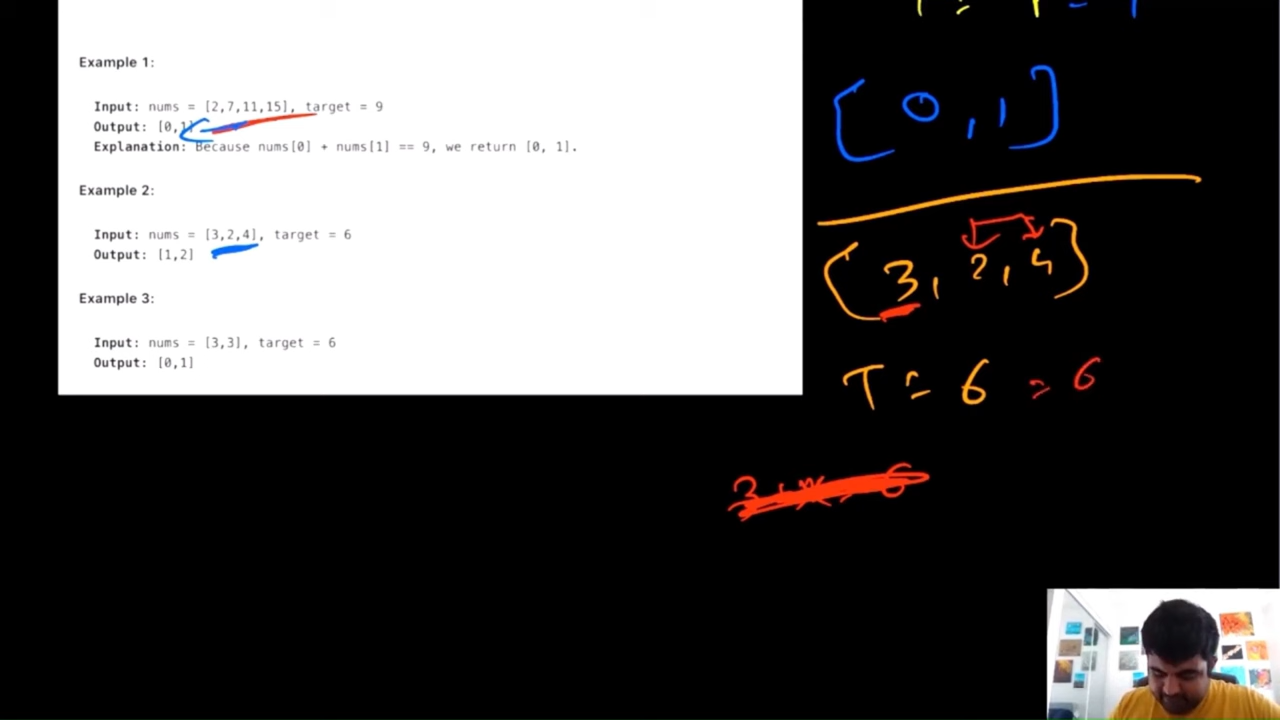 Example 1:
Input: nums = [2,7,11,15], target = 9
Output: [0,1]
Explanation: Because nums[0] + nums[1] == 9, we return [0, 1].
Example 2:
Input: nums = [3,2,4], target = 6
Output: [1,2]
Example 3:
Input: nums = [3,3], target = 6
Output: [0,1]
[0,1]
[3, 2, 4]
T = 6 = 6